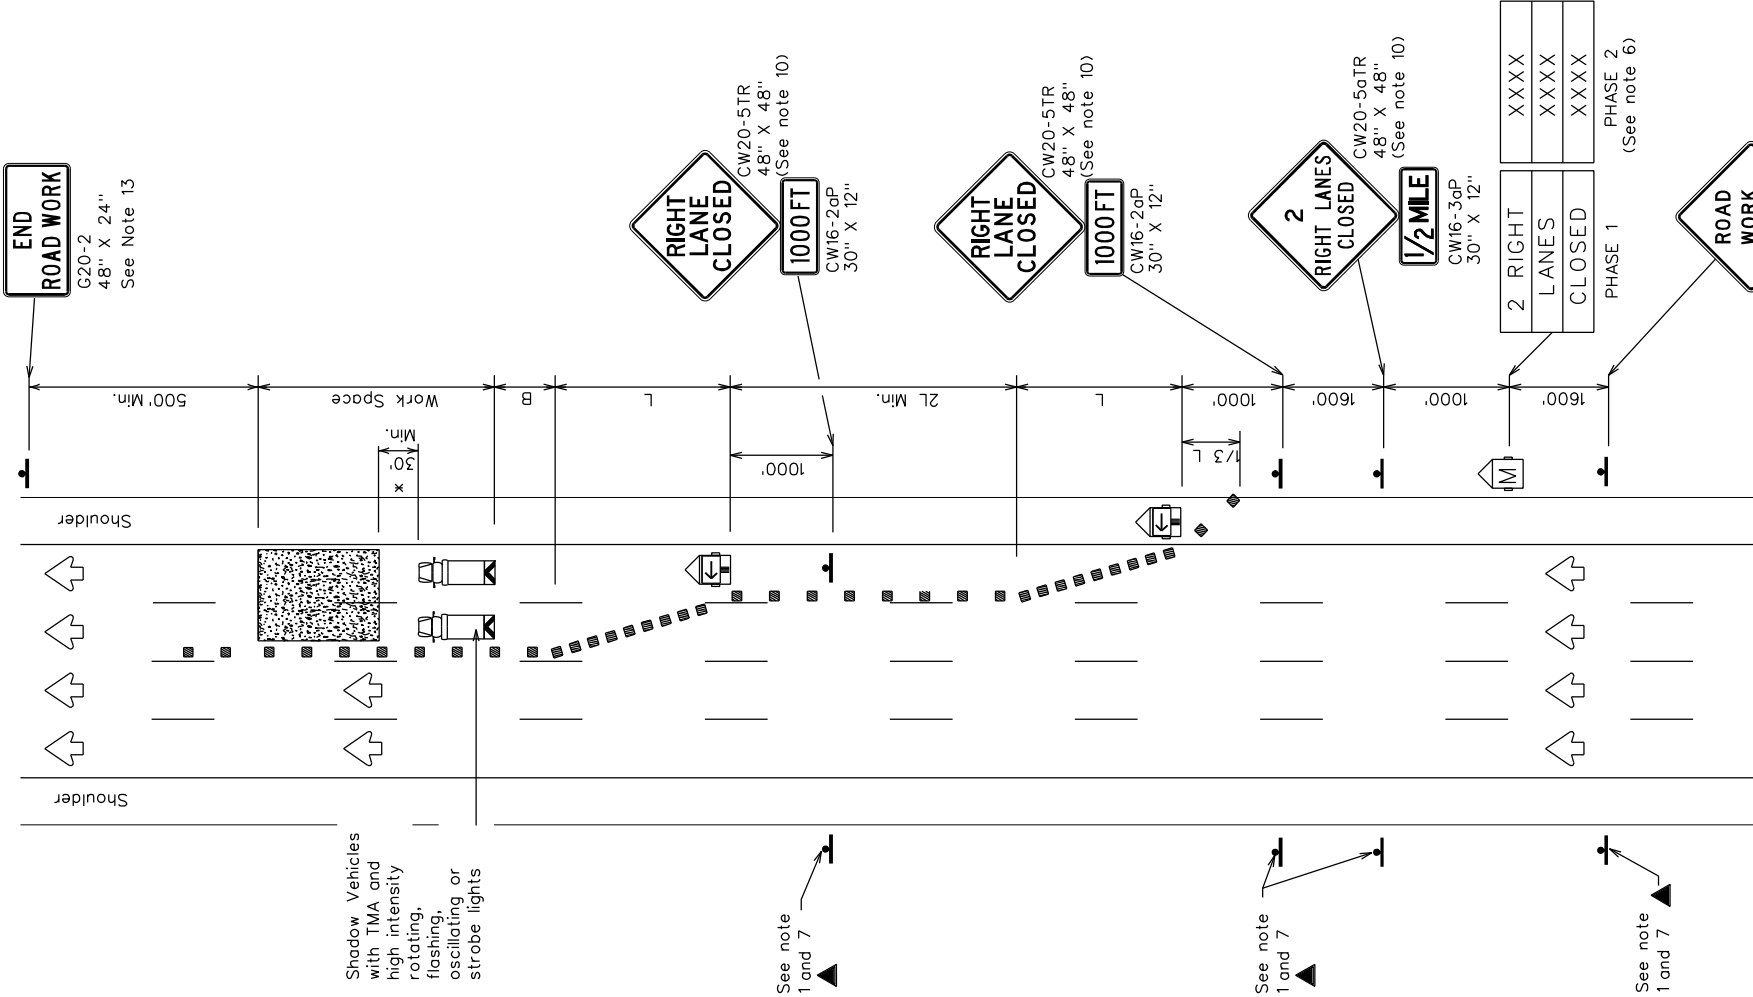 END
ROAD WORK
G20-2
48" X 24"
See Note 13
RIGHT
LANE
CLOSED
1000 FT
CW20-5TR
48" X 48"
(See note 10)
CW16-2aP
30" X 12"
RIGHT
LANE
CLOSED
1000 FT
CW20-5TR
48" X 48"
(See note 10)
CW16-2aP
30" X 12"
2
RIGHT LANES
CLOSED
1/2 MILE
CW20-5aTR
48" X 48"
(See note 10)
CW16-3aP
30" X 12"
2 RIGHT
LANES
CLOSED
PHASE 1
XXXX
XXXX
XXXX
PHASE 2
(See note 6)
ROAD
WORK
500' Min.
Work Space
B
L
2L Min.
L
1000'
1600'
1000'
1600'
30'
Min.
*
1000'
1/3 L
M
Shoulder
Shoulder
Shadow Vehicles
with TMA and
high intensity
rotating,
flashing,
oscillating or
strobe lights
See note
1 and 7
See note
1 and 7
See note
1 and 7